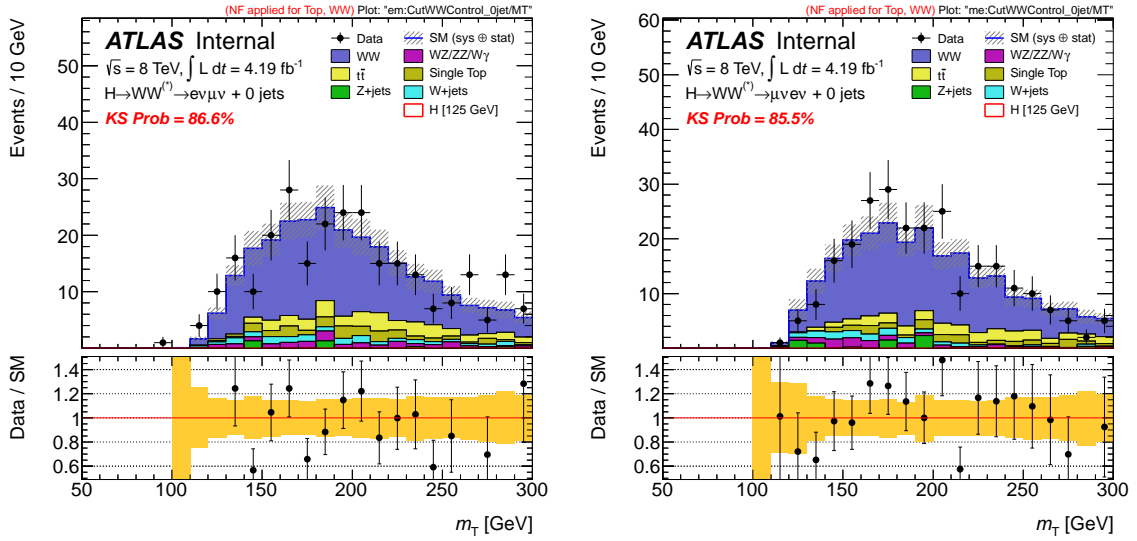 (NF applied for Top, WW) Plot: "em:CutWWControl_0jet/MT"
Events / 10 GeV
50
40
30
20
10
ATLAS Internal
√s = 8 TeV, ∫ L dt = 4.19 fb⁻¹
H→WW⁽*⁾→eνμν + 0 jets
KS Prob = 86.6%
Data
SM (sys ⊕ stat)
WW
WZ/ZZ/Wγ
tt̅
Single Top
Z+jets
W+jets
H [125 GeV]
Data / SM
1.4
1.2
1
0.8
0.6
50 100 150 200 250 300
m_T [GeV]
(NF applied for Top, WW) Plot: "me:CutWWControl_0jet/MT"
Events / 10 GeV
60
50
40
30
20
10
ATLAS Internal
√s = 8 TeV, ∫ L dt = 4.19 fb⁻¹
H→WW⁽*⁾→μνeν + 0 jets
KS Prob = 85.5%
Data
SM (sys ⊕ stat)
WW
WZ/ZZ/Wγ
tt̅
Single Top
Z+jets
W+jets
H [125 GeV]
Data / SM
1.4
1.2
1
0.8
0.6
50 100 150 200 250 300
m_T [GeV]